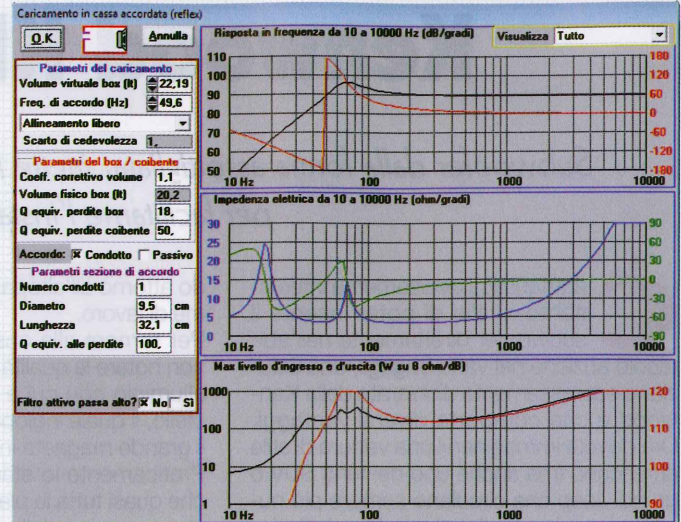 Caricamento in cassa accordata (reflex)
O.K.
Annulla
Parametri del caricamento
Volume virtuale box (lt) 22,19
Freq. di accordo (Hz) 49,6
Allineamento libero
Scarto di cedevolezza 1,
Parametri del box / coibente
Coeff. correttivo volume 1,1
Volume fisico box (lt) 20,2
Q equiv. perdite box 18,
Q equiv. perdite coibente 50,
Accordo: Condotto Passivo
Parametri sezione di accordo
Numero condotti 1
Diametro 9,5 cm
Lunghezza 32,1 cm
Q equiv. alle perdite 100,
Filtro attivo passa alto? No Sì
Risposta in frequenza da 10 a 10000 Hz (dB/gradi)
Visualizza Tutto
110 180
100 120
90 60
80 0
70 -60
60 -120
50 -180
10 Hz 100 1000 10000
Impedenza elettrica da 10 a 10000 Hz (ohm/gradi)
30 90
25 60
20 30
15 0
10 -30
5 -60
0 -90
10 Hz 100 1000 10000
Max livello d'ingresso e d'uscita (W su 8 ohm/dB)
1000 120
100 110
10 100
1 90
10 Hz 100 1000 10000